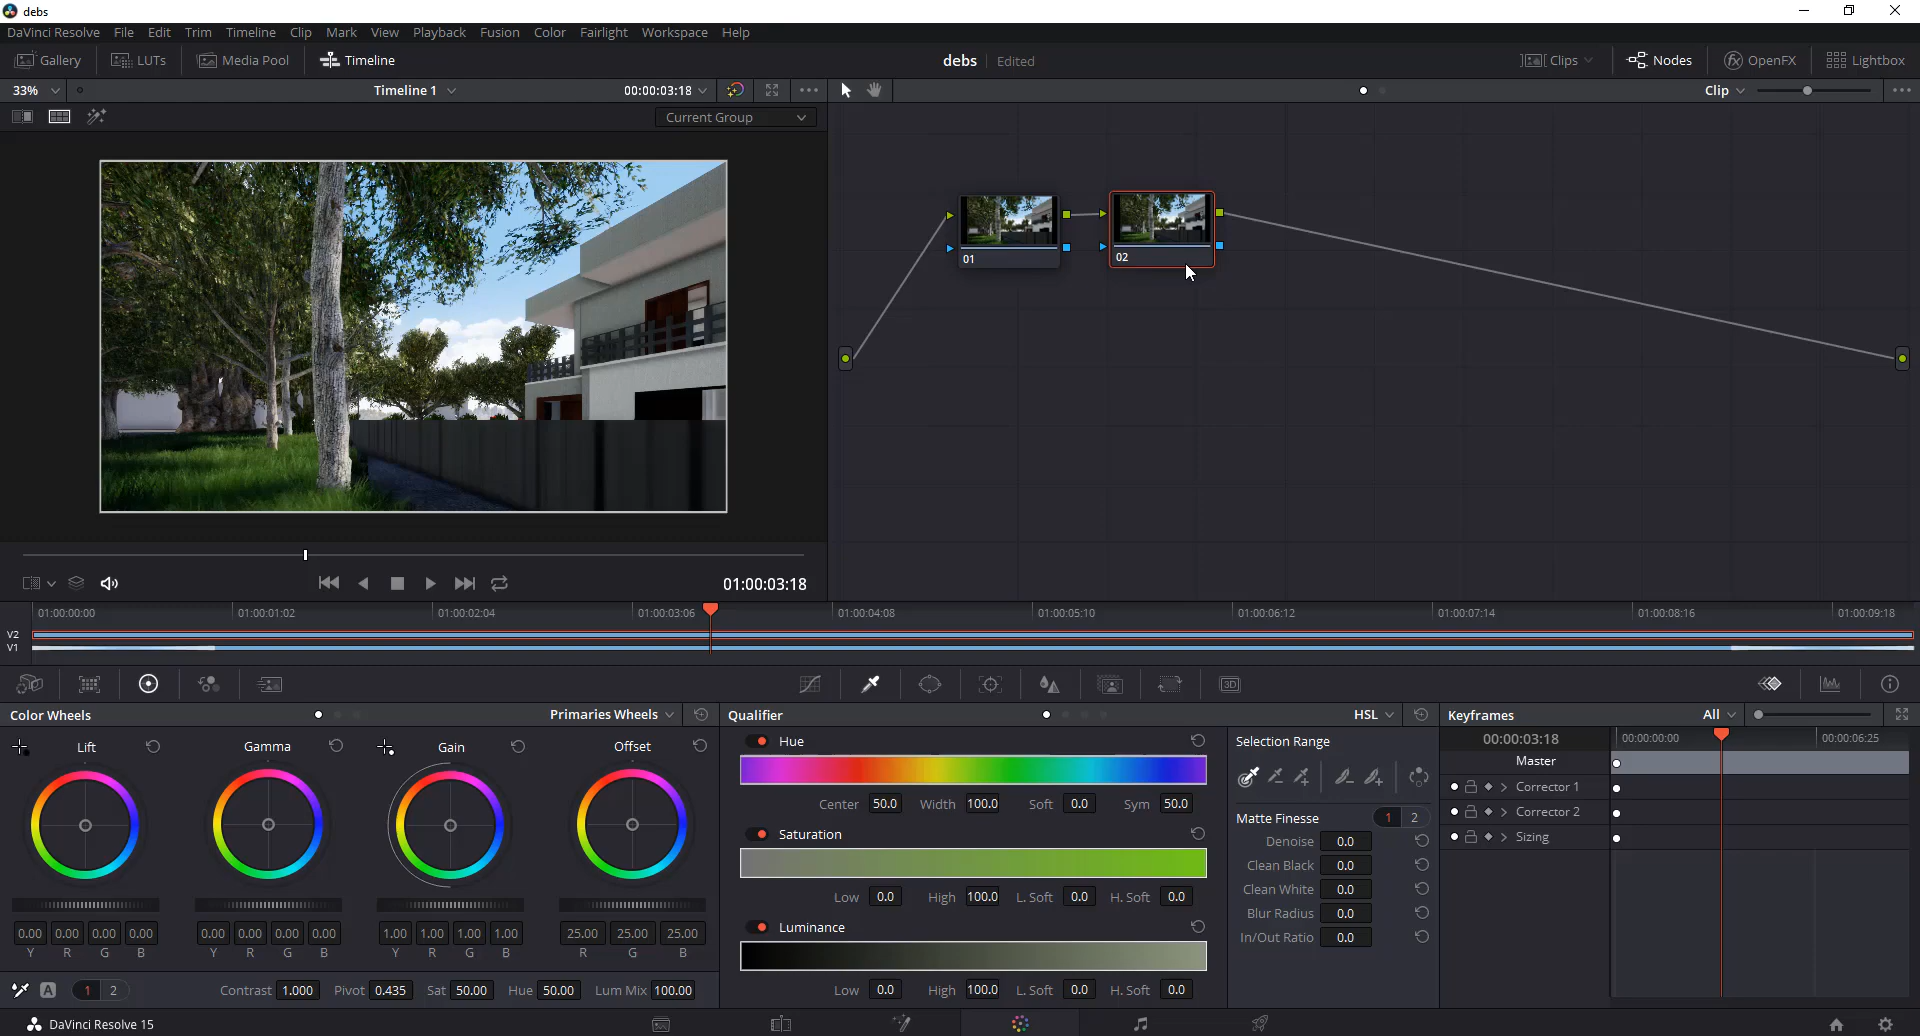 debs
DaVinci Resolve File Edit Trim Timeline Clip Mark View Playback Fusion Color Fairlight Workspace Help
Gallery LUTs Media Pool Timeline debs Edited Clips Nodes OpenFX Lightbox
33% Timeline 1 00:00:03:18 Clip
Current Group
01
02
01:00:03:18
01:00:00:00 01:00:01:02 01:00:02:04 01:00:03:06 01:00:04:08 01:00:05:10 01:00:06:12 01:00:07:14 01:00:08:16 01:00:09:18
V2
V1
3D
Color Wheels Primaries Wheels Qualifier HSL Keyframes All
Lift Gamma Gain Offset
0.00 0.00 0.00 0.00 0.00 0.00 0.00 0.00 1.00 1.00 1.00 1.00 25.00 25.00 25.00
Y R G B Y R G B Y R G B R G B
A 1 2 Contrast 1.000 Pivot 0.435 Sat 50.00 Hue 50.00 Lum Mix 100.00
Hue
Center 50.0 Width 100.0 Soft 0.0 Sym 50.0
Saturation
Low 0.0 High 100.0 L. Soft 0.0 H. Soft 0.0
Luminance
Low 0.0 High 100.0 L. Soft 0.0 H. Soft 0.0
Selection Range
Matte Finesse 1 2
Denoise 0.0
Clean Black 0.0
Clean White 0.0
Blur Radius 0.0
In/Out Ratio 0.0
00:00:03:18 00:00:00:00 00:00:06:25
Master
Corrector 1
Corrector 2
Sizing
DaVinci Resolve 15